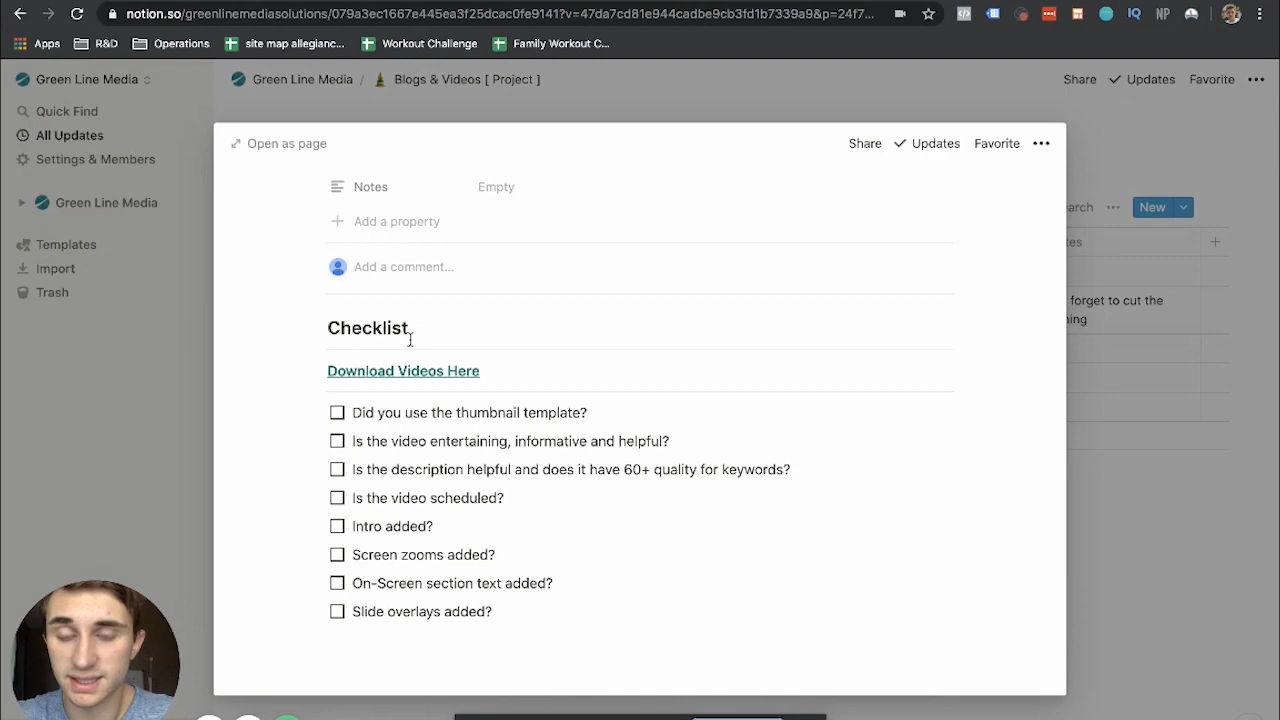 notion.so/greenlinemediasolutions/079a3ec1667e445ea3f25dcac0fe9141?v=47da7cd81e944cadbe9cb3fd1b7339a9&p=24f7...
IQ
NP
Apps
R&D
Operations
site map allegianc...
Workout Challenge
Family Workout C...
Green Line Media
Green Line Media / Blogs & Videos [ Project ]
Share
Updates
Favorite
Quick Find
All Updates
Settings & Members
Green Line Media
Templates
Import
Trash
Open as page
Share
Updates
Favorite
Notes
Empty
Add a property
Add a comment...
Checklist
Download Videos Here
Did you use the thumbnail template?
Is the video entertaining, informative and helpful?
Is the description helpful and does it have 60+ quality for keywords?
Is the video scheduled?
Intro added?
Screen zooms added?
On-Screen section text added?
Slide overlays added?
earch
New
tes
forget to cut the
ning